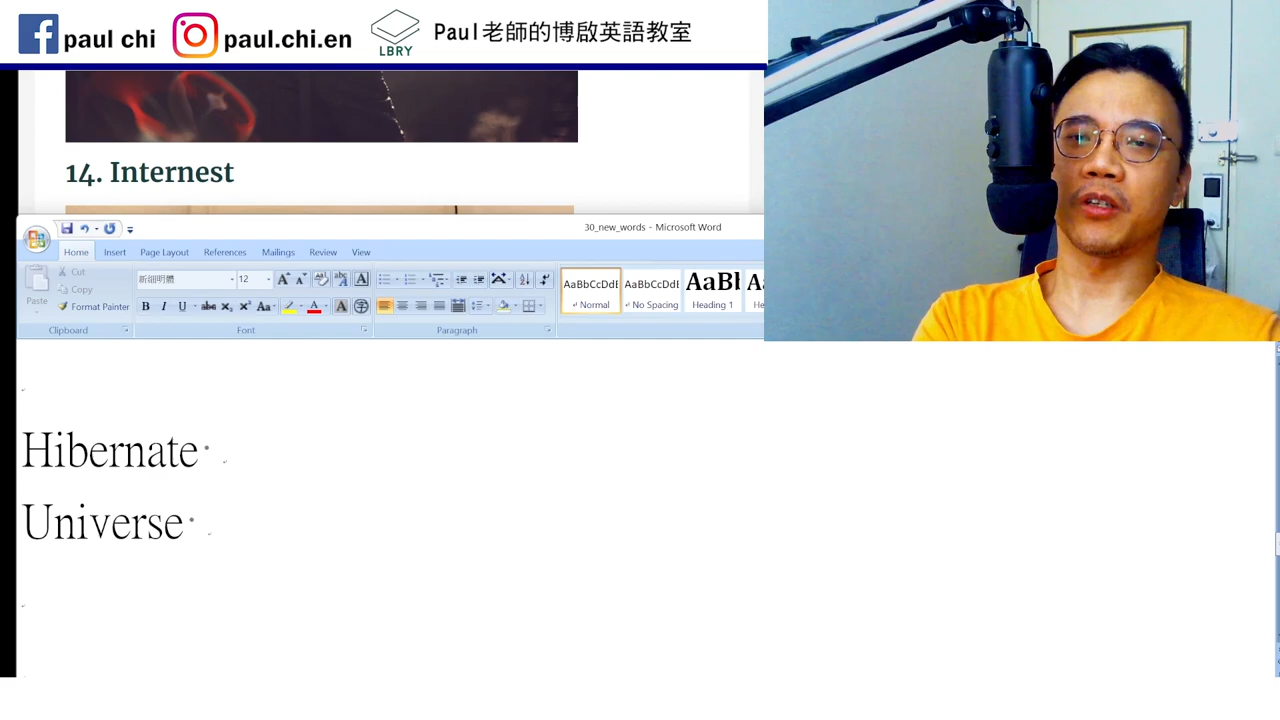 paul chi
paul.chi.en
LBRY
Paul老師的博啟英語教室
14. Internest
30_new_words - Microsoft Word
Home Insert Page Layout References Mailings Review View
Paste
Cut
Copy
Format Painter
Clipboard
新細明體 12
Font
Paragraph
AaBbCcDdE AaBbCcDdE AaBbC
Normal No Spacing Heading 1 He
Hibernate
Universe